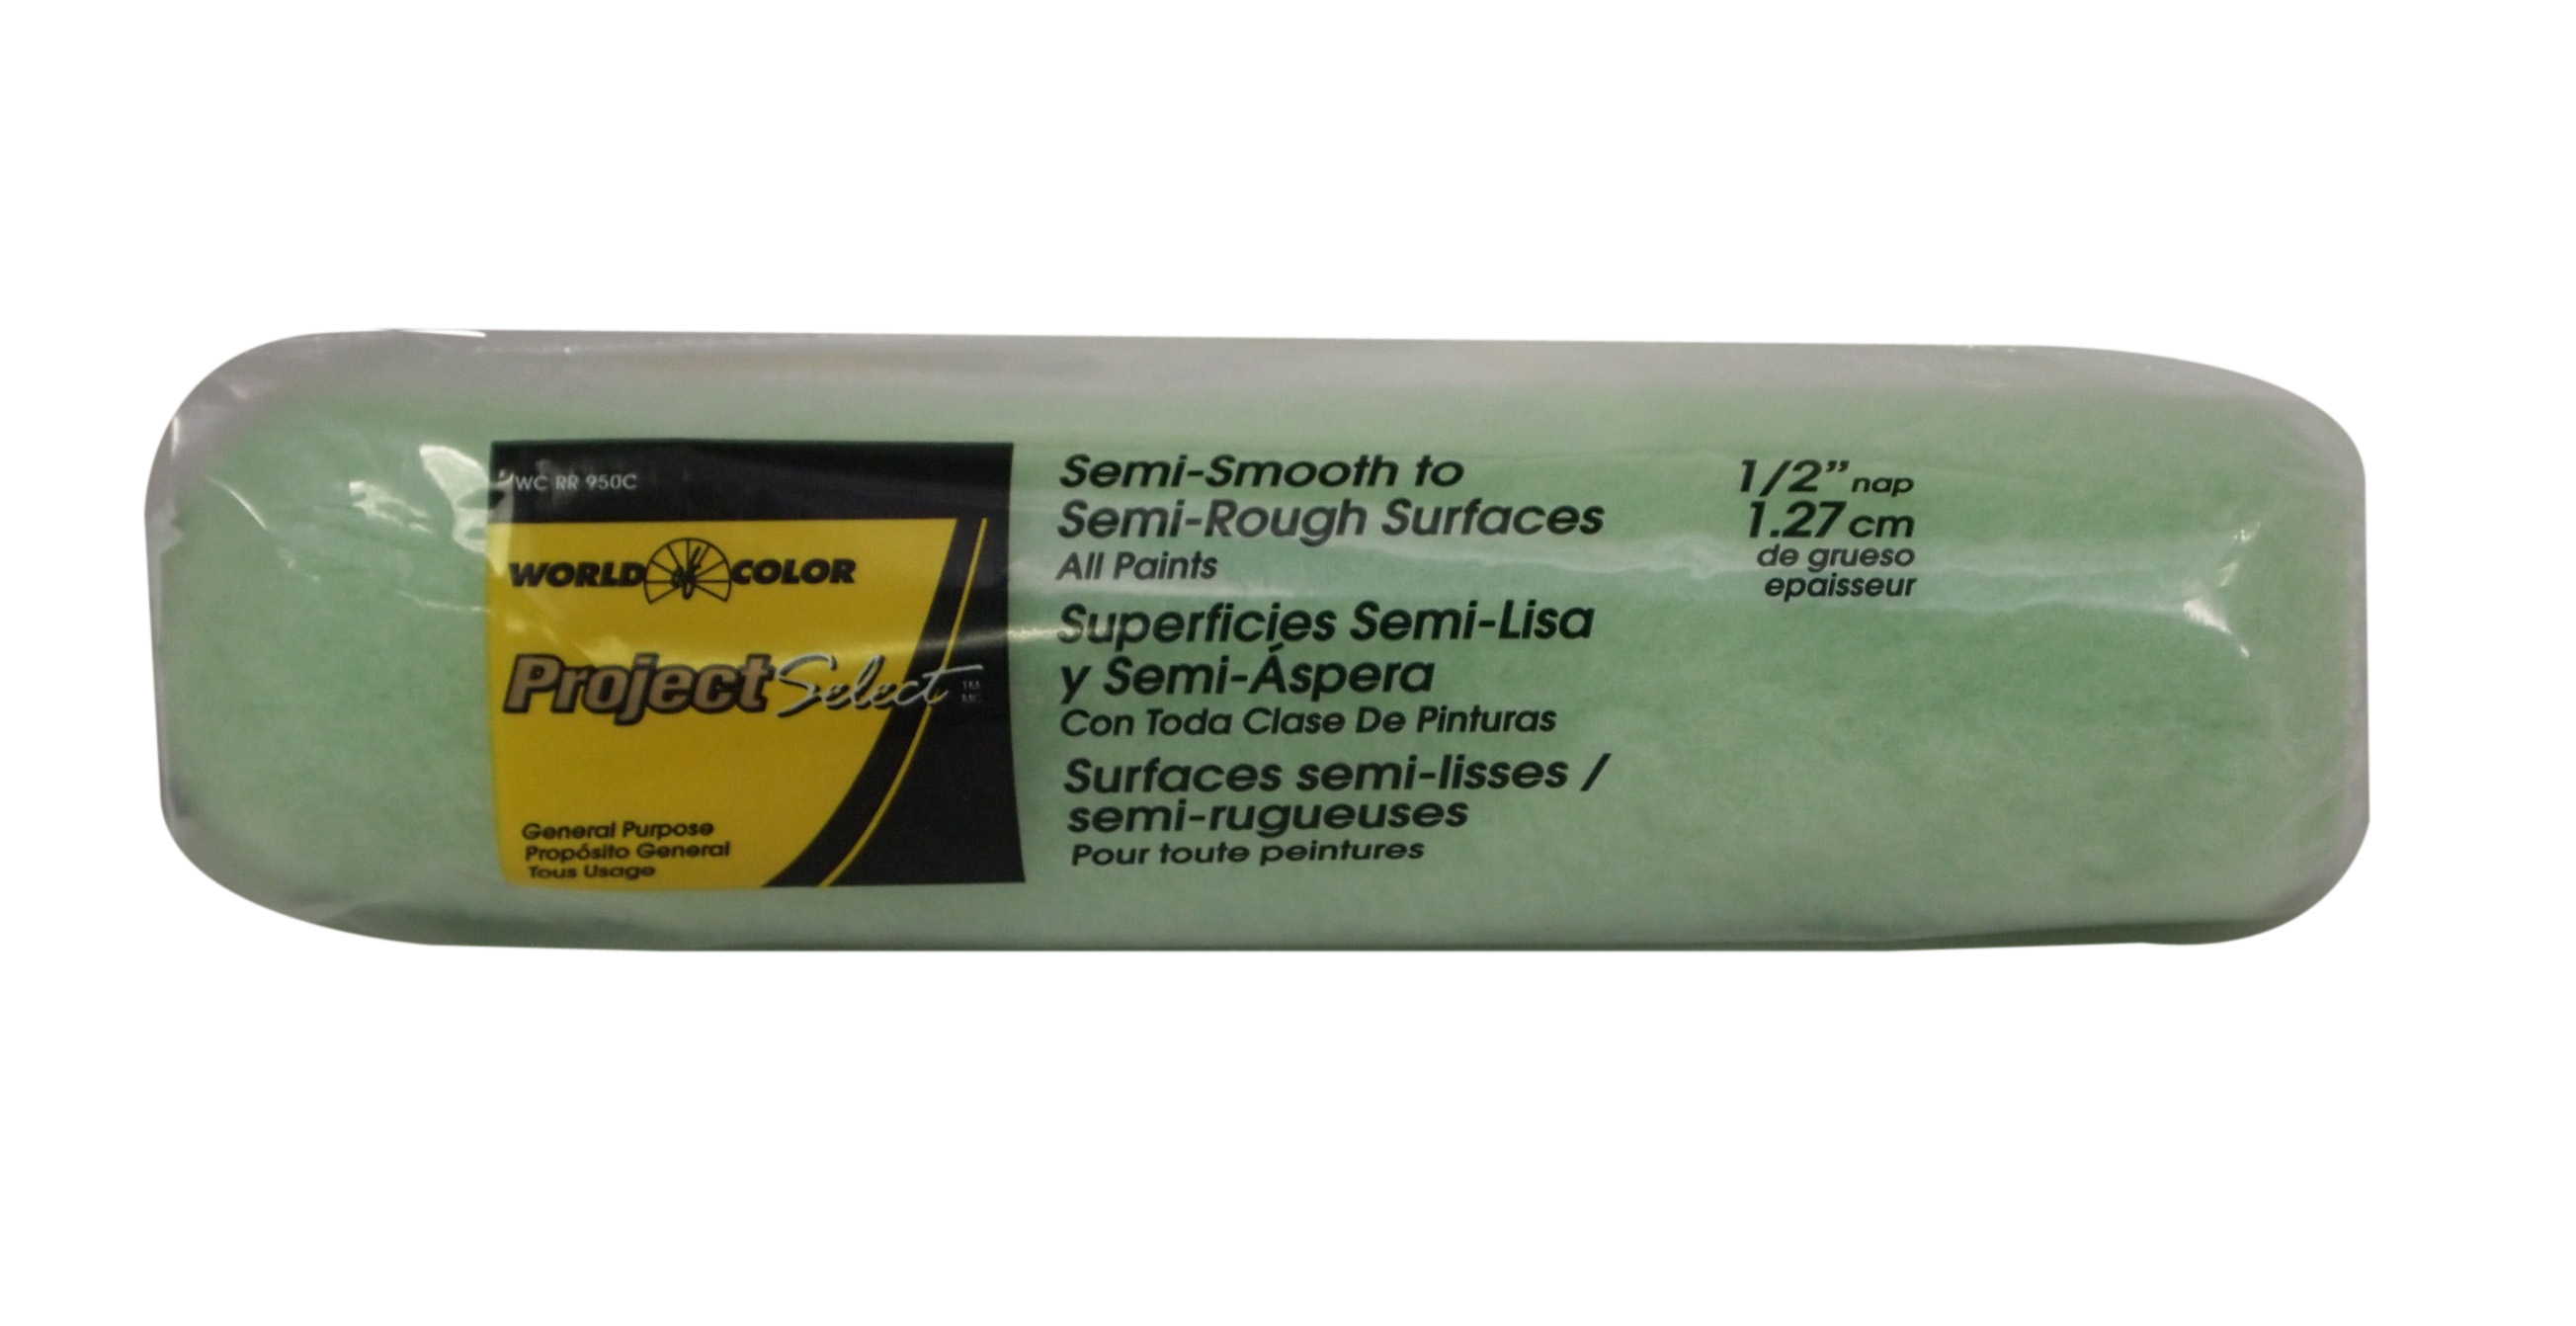 WC RR 950C
WORLD of COLOR
Project Select TM MC
General Purpose
Propósito General
Tous Usage
Semi-Smooth to
Semi-Rough Surfaces
All Paints
Superficies Semi-Lisa
y Semi-Áspera
Con Toda Clase De Pinturas
Surfaces semi-lisses /
semi-rugueuses
Pour toute peintures
1/2" nap
1.27 cm
de grueso
epaisseur